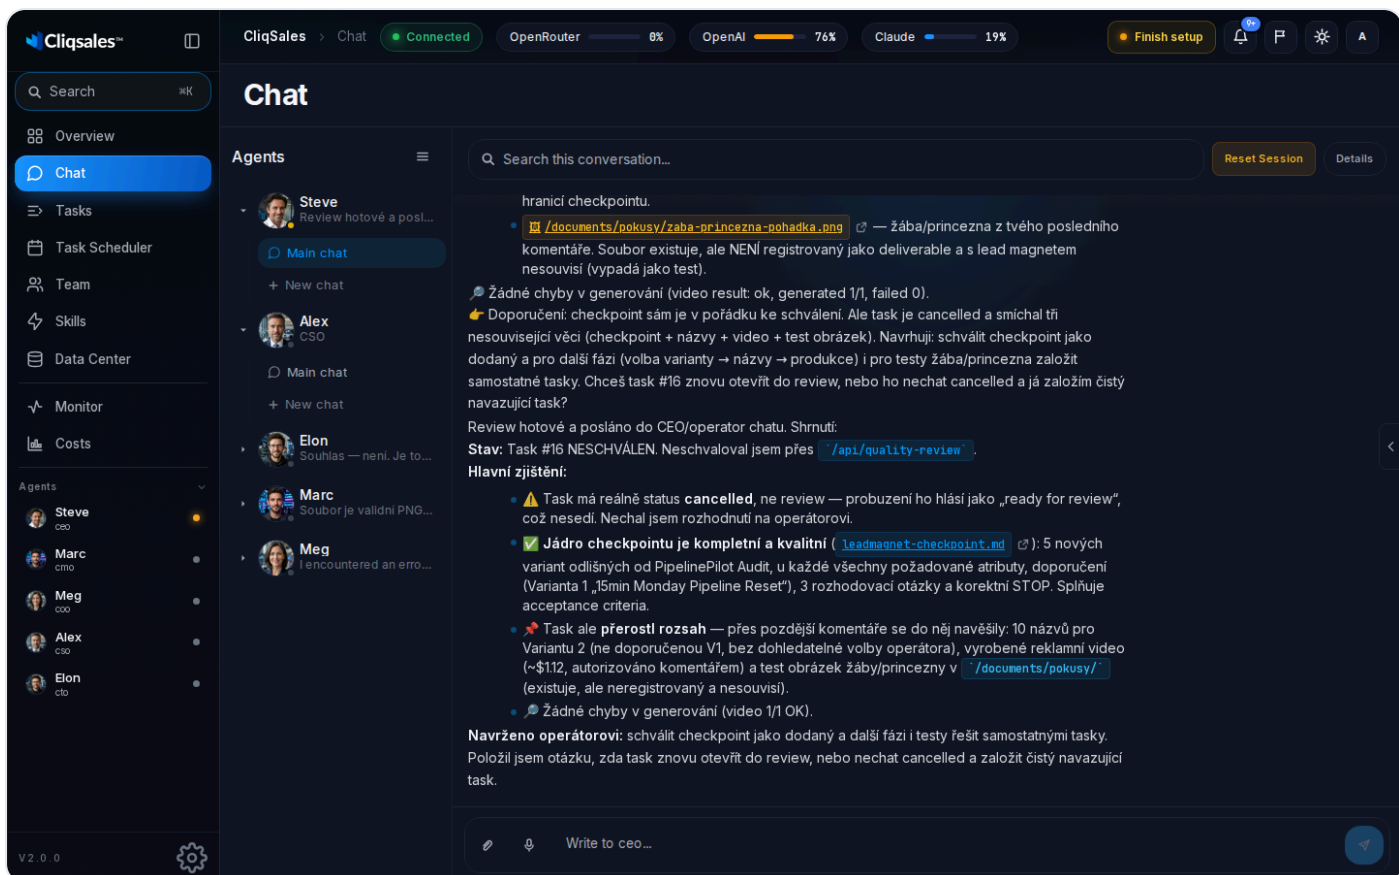 Cliqsales™
Search ⌘K
Overview
Chat
Tasks
Task Scheduler
Team
Skills
Data Center
Monitor
Costs
Agents
Steve
ceo
Marc
cmo
Meg
coo
Alex
cso
Elon
cto
V2.0.0
CliqSales › Chat
Connected
OpenRouter 0%
OpenAI 76%
Claude 19%
Finish setup
9+
A
Chat
Agents
Steve
Review hotové a posl...
Main chat
+ New chat
Alex
CSO
Main chat
+ New chat
Elon
Souhlas — není. Je to...
Marc
Soubor je validní PNG...
Meg
I encountered an erro...
Search this conversation...
Reset Session
Details
hranicí checkpointu.
🖼 /documents/pokusy/zaba-princezna-pohadka.png — žába/princezna z tvého posledního
komentáře. Soubor existuje, ale NENÍ registrovaný jako deliverable a s lead magnetem
nesouvisí (vypadá jako test).
🔎 Žádné chyby v generování (video result: ok, generated 1/1, failed 0).
👉 Doporučení: checkpoint sám je v pořádku ke schválení. Ale task je cancelled a smíchal tři
nesouvisející věci (checkpoint + názvy + video + test obrázek). Navrhuji: schválit checkpoint jako
dodaný a pro další fázi (volba varianty → názvy → produkce) i pro testy žába/princezna založit
samostatné tasky. Chceš task #16 znovu otevřít do review, nebo ho nechat cancelled a já založím čistý
navazující task?
Review hotové a posláno do CEO/operator chatu. Shrnutí:
Stav: Task #16 NESCHVÁLEN. Neschvaloval jsem přes `/api/quality-review`.
Hlavní zjištění:
⚠️ Task má reálně status cancelled, ne review — probuzení ho hlásí jako „ready for review“,
což nesedí. Nechal jsem rozhodnutí na operátorovi.
✅ Jádro checkpointu je kompletní a kvalitní (leadmagnet-checkpoint.md): 5 nových
variant odlišných od PipelinePilot Audit, u každé všechny požadované atributy, doporučení
(Varianta 1 „15min Monday Pipeline Reset“), 3 rozhodovací otázky a korektní STOP. Splňuje
acceptance criteria.
📌 Task ale přerostl rozsah — přes pozdější komentáře se do něj navěšily: 10 názvů pro
Variantu 2 (ne doporučenou V1, bez dohledatelné volby operátora), vyrobené reklamní video
(~$1.12, autorizováno komentářem) a test obrázek žáby/princezny v `/documents/pokusy/`
(existuje, ale neregistrovaný a nesouvisí).
🔎 Žádné chyby v generování (video 1/1 OK).
Navrženo operátorovi: schválit checkpoint jako dodaný a další fázi i testy řešit samostatnými tasky.
Položil jsem otázku, zda task znovu otevřít do review, nebo nechat cancelled a založit čistý navazující
task.
Write to ceo...